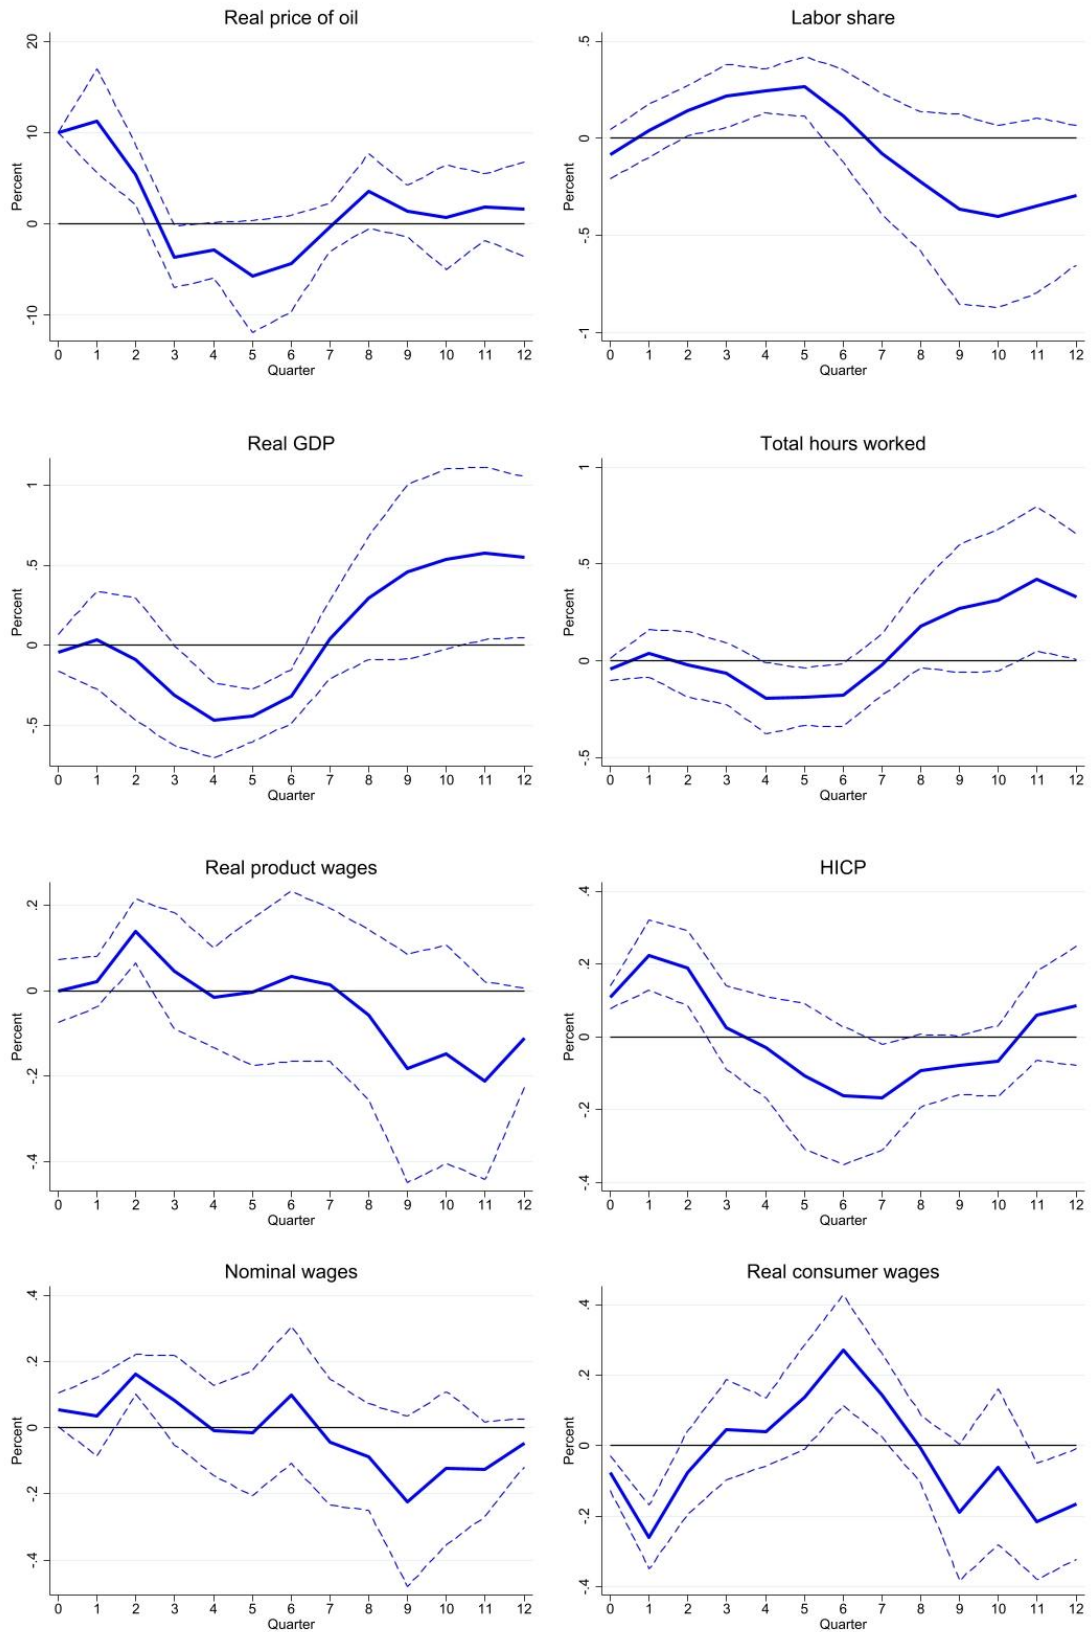 Real price of oil
20
10
0
-10
Percent
0 1 2 3 4 5 6 7 8 9 10 11 12
Quarter
Labor share
.5
0
-.5
-1
Percent
0 1 2 3 4 5 6 7 8 9 10 11 12
Quarter
Real GDP
1
.5
0
-.5
Percent
0 1 2 3 4 5 6 7 8 9 10 11 12
Quarter
Total hours worked
1
.5
0
-.5
Percent
0 1 2 3 4 5 6 7 8 9 10 11 12
Quarter
Real product wages
.2
0
-.2
-.4
Percent
0 1 2 3 4 5 6 7 8 9 10 11 12
Quarter
HICP
.4
.2
0
-.2
-.4
Percent
0 1 2 3 4 5 6 7 8 9 10 11 12
Quarter
Nominal wages
.4
.2
0
-.2
-.4
Percent
0 1 2 3 4 5 6 7 8 9 10 11 12
Quarter
Real consumer wages
.4
.2
0
-.2
-.4
Percent
0 1 2 3 4 5 6 7 8 9 10 11 12
Quarter